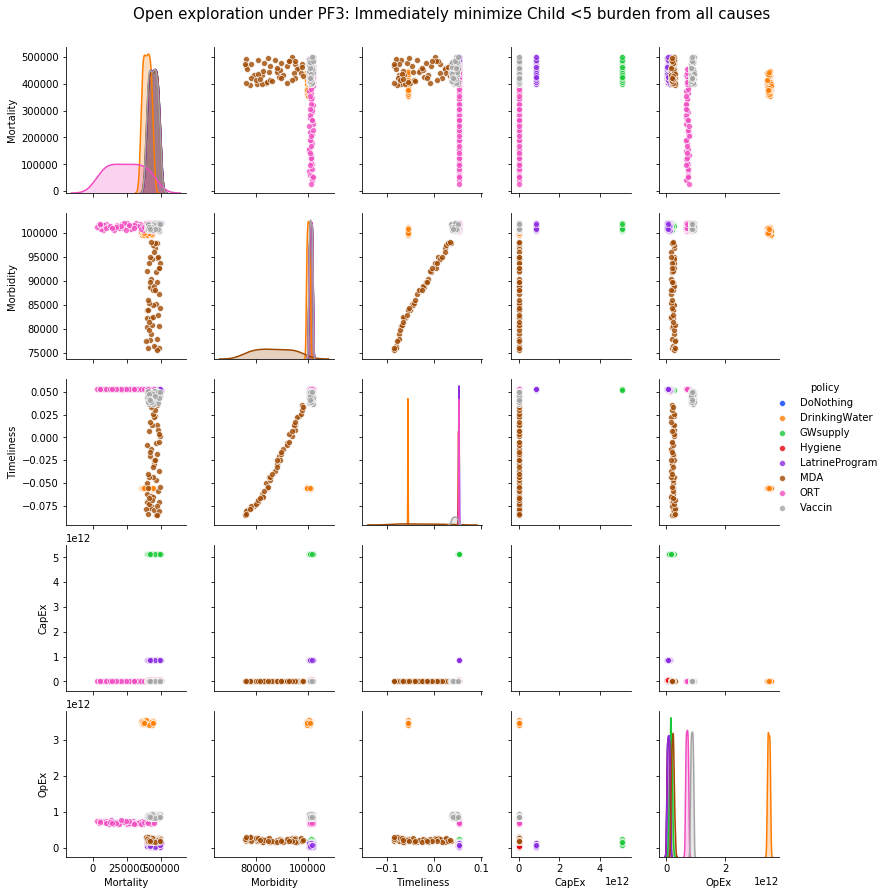 Open exploration under PF3: Immediately minimize Child <5 burden from all causes
500000
400000
300000
200000
100000
0
Mortality
100000
95000
90000
85000
80000
75000
Morbidity
0.050
0.025
0.000
−0.025
−0.050
−0.075
Timeliness
policy
DoNothing
DrinkingWater
GWsupply
Hygiene
LatrineProgram
MDA
ORT
Vaccin
1e12
5
4
3
2
1
0
CapEx
1e12
3
2
1
0
OpEx
0 250000 500000
Mortality
80000 100000
Morbidity
−0.1 0.0 0.1
Timeliness
0 2 4
CapEx 1e12
0 2
OpEx 1e12